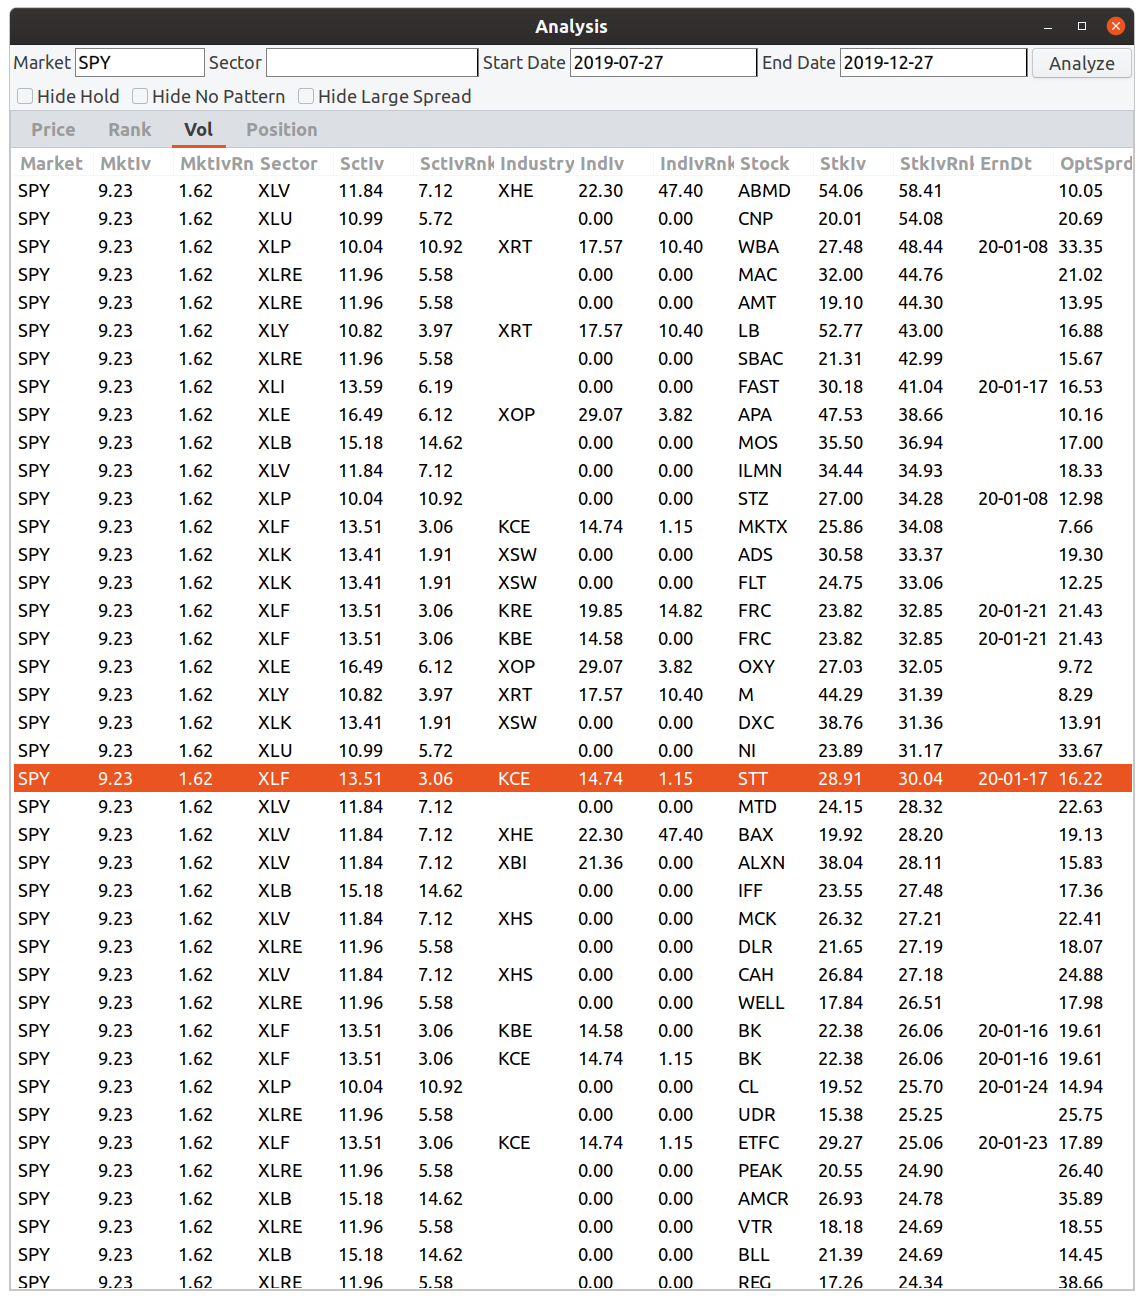 Analysis
Market SPY Sector Start Date 2019-07-27 End Date 2019-12-27 Analyze
Hide Hold Hide No Pattern Hide Large Spread
Price Rank Vol Position
Market MktIv MktIvRn Sector SctIv SctIvRnk Industry IndIv IndIvRnk Stock StkIv StkIvRnk ErnDt OptSprd
SPY 9.23 1.62 XLV 11.84 7.12 XHE 22.30 47.40 ABMD 54.06 58.41 10.05
SPY 9.23 1.62 XLU 10.99 5.72 0.00 0.00 CNP 20.01 54.08 20.69
SPY 9.23 1.62 XLP 10.04 10.92 XRT 17.57 10.40 WBA 27.48 48.44 20-01-08 33.35
SPY 9.23 1.62 XLRE 11.96 5.58 0.00 0.00 MAC 32.00 44.76 21.02
SPY 9.23 1.62 XLRE 11.96 5.58 0.00 0.00 AMT 19.10 44.30 13.95
SPY 9.23 1.62 XLY 10.82 3.97 XRT 17.57 10.40 LB 52.77 43.00 16.88
SPY 9.23 1.62 XLRE 11.96 5.58 0.00 0.00 SBAC 21.31 42.99 15.67
SPY 9.23 1.62 XLI 13.59 6.19 0.00 0.00 FAST 30.18 41.04 20-01-17 16.53
SPY 9.23 1.62 XLE 16.49 6.12 XOP 29.07 3.82 APA 47.53 38.66 10.16
SPY 9.23 1.62 XLB 15.18 14.62 0.00 0.00 MOS 35.50 36.94 17.00
SPY 9.23 1.62 XLV 11.84 7.12 0.00 0.00 ILMN 34.44 34.93 18.33
SPY 9.23 1.62 XLP 10.04 10.92 0.00 0.00 STZ 27.00 34.28 20-01-08 12.98
SPY 9.23 1.62 XLF 13.51 3.06 KCE 14.74 1.15 MKTX 25.86 34.08 7.66
SPY 9.23 1.62 XLK 13.41 1.91 XSW 0.00 0.00 ADS 30.58 33.37 19.30
SPY 9.23 1.62 XLK 13.41 1.91 XSW 0.00 0.00 FLT 24.75 33.06 12.25
SPY 9.23 1.62 XLF 13.51 3.06 KRE 19.85 14.82 FRC 23.82 32.85 20-01-21 21.43
SPY 9.23 1.62 XLF 13.51 3.06 KBE 14.58 0.00 FRC 23.82 32.85 20-01-21 21.43
SPY 9.23 1.62 XLE 16.49 6.12 XOP 29.07 3.82 OXY 27.03 32.05 9.72
SPY 9.23 1.62 XLY 10.82 3.97 XRT 17.57 10.40 M 44.29 31.39 8.29
SPY 9.23 1.62 XLK 13.41 1.91 XSW 0.00 0.00 DXC 38.76 31.36 13.91
SPY 9.23 1.62 XLU 10.99 5.72 0.00 0.00 NI 23.89 31.17 33.67
SPY 9.23 1.62 XLF 13.51 3.06 KCE 14.74 1.15 STT 28.91 30.04 20-01-17 16.22
SPY 9.23 1.62 XLV 11.84 7.12 0.00 0.00 MTD 24.15 28.32 22.63
SPY 9.23 1.62 XLV 11.84 7.12 XHE 22.30 47.40 BAX 19.92 28.20 19.13
SPY 9.23 1.62 XLV 11.84 7.12 XBI 21.36 0.00 ALXN 38.04 28.11 15.83
SPY 9.23 1.62 XLB 15.18 14.62 0.00 0.00 IFF 23.55 27.48 17.36
SPY 9.23 1.62 XLV 11.84 7.12 XHS 0.00 0.00 MCK 26.32 27.21 22.41
SPY 9.23 1.62 XLRE 11.96 5.58 0.00 0.00 DLR 21.65 27.19 18.07
SPY 9.23 1.62 XLV 11.84 7.12 XHS 0.00 0.00 CAH 26.84 27.18 24.88
SPY 9.23 1.62 XLRE 11.96 5.58 0.00 0.00 WELL 17.84 26.51 17.98
SPY 9.23 1.62 XLF 13.51 3.06 KBE 14.58 0.00 BK 22.38 26.06 20-01-16 19.61
SPY 9.23 1.62 XLF 13.51 3.06 KCE 14.74 1.15 BK 22.38 26.06 20-01-16 19.61
SPY 9.23 1.62 XLP 10.04 10.92 0.00 0.00 CL 19.52 25.70 20-01-24 14.94
SPY 9.23 1.62 XLRE 11.96 5.58 0.00 0.00 UDR 15.38 25.25 25.75
SPY 9.23 1.62 XLF 13.51 3.06 KCE 14.74 1.15 ETFC 29.27 25.06 20-01-23 17.89
SPY 9.23 1.62 XLRE 11.96 5.58 0.00 0.00 PEAK 20.55 24.90 26.40
SPY 9.23 1.62 XLB 15.18 14.62 0.00 0.00 AMCR 26.93 24.78 35.89
SPY 9.23 1.62 XLRE 11.96 5.58 0.00 0.00 VTR 18.18 24.69 18.55
SPY 9.23 1.62 XLB 15.18 14.62 0.00 0.00 BLL 21.39 24.69 14.45
SPY 9.23 1.62 XLRE 11.96 5.58 0.00 0.00 REG 17.26 24.34 38.66